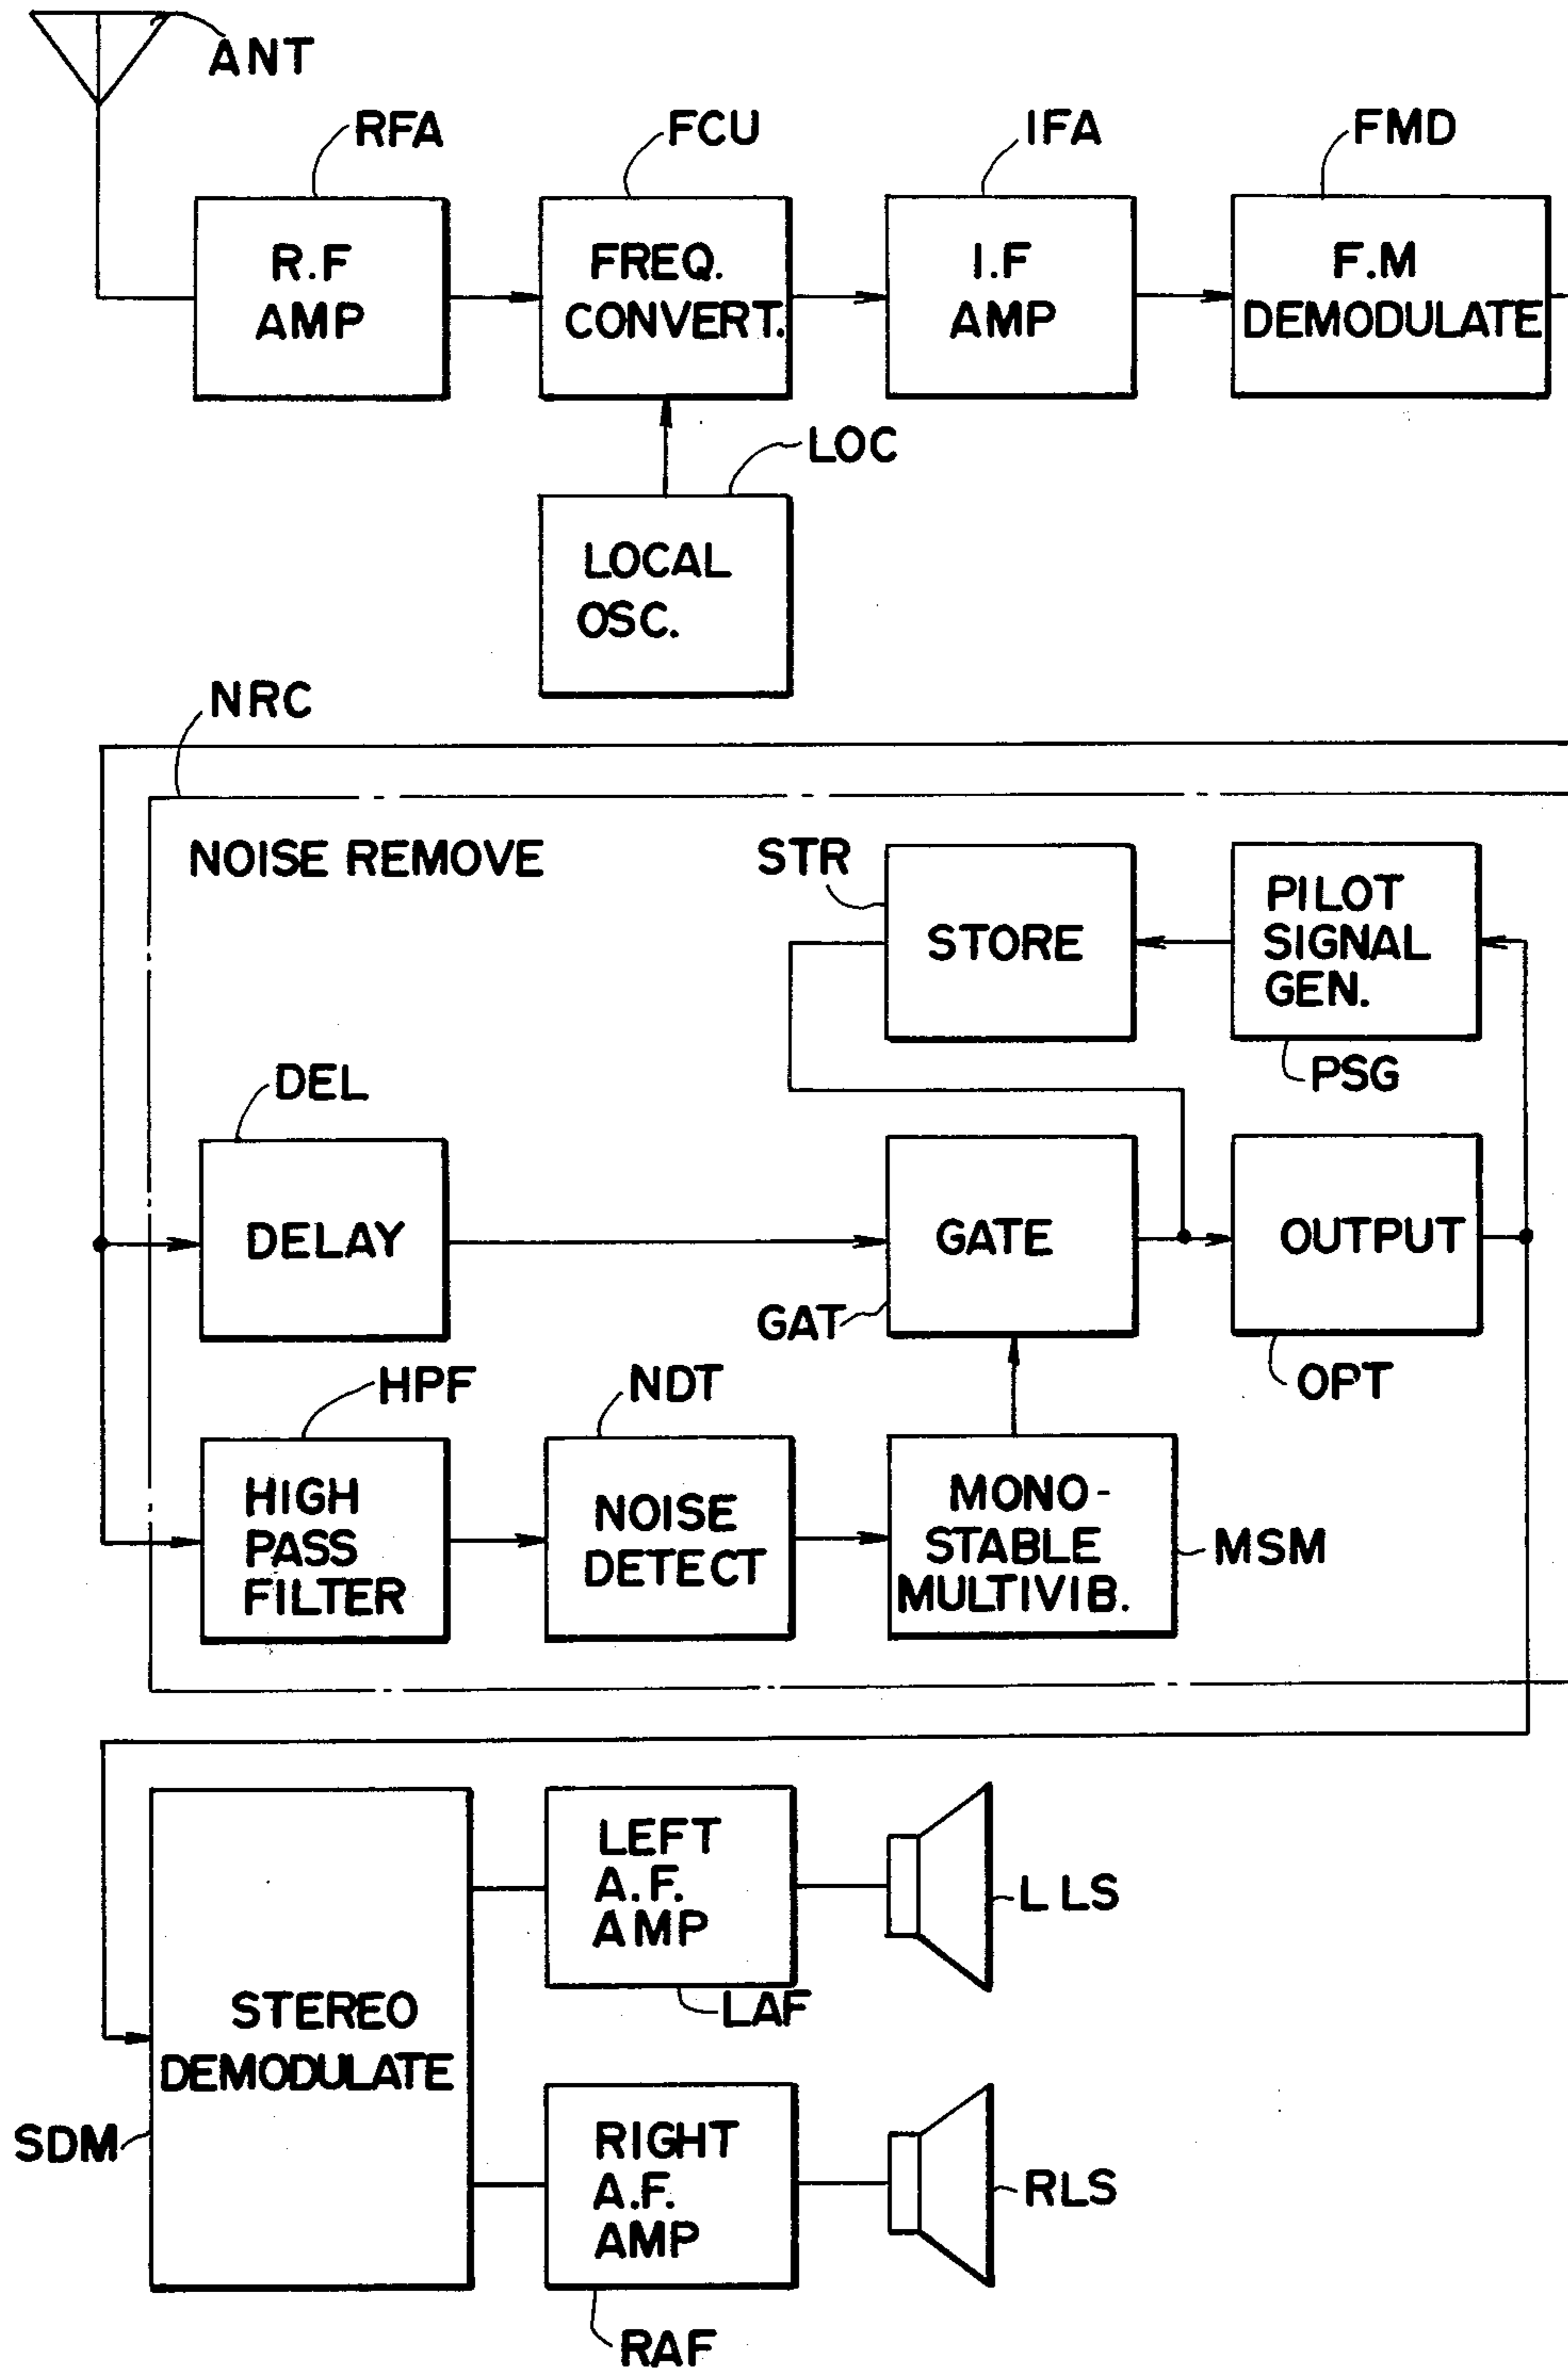 ANT
RFA
FCU
IFA
FMD
R.F
AMP
FREQ.
CONVERT.
I.F
AMP
F.M
DEMODULATE
LOC
LOCAL
OSC.
NRC
NOISE REMOVE
STR
STORE
PILOT
SIGNAL
GEN.
PSG
DEL
DELAY
GATE
OUTPUT
GAT
OPT
HPF
NDT
HIGH
PASS
FILTER
NOISE
DETECT
MONO-
STABLE
MULTIVIB.
MSM
LEFT
A.F.
AMP
L LS
LAF
STEREO
DEMODULATE
SDM
RIGHT
A.F.
AMP
RLS
RAF